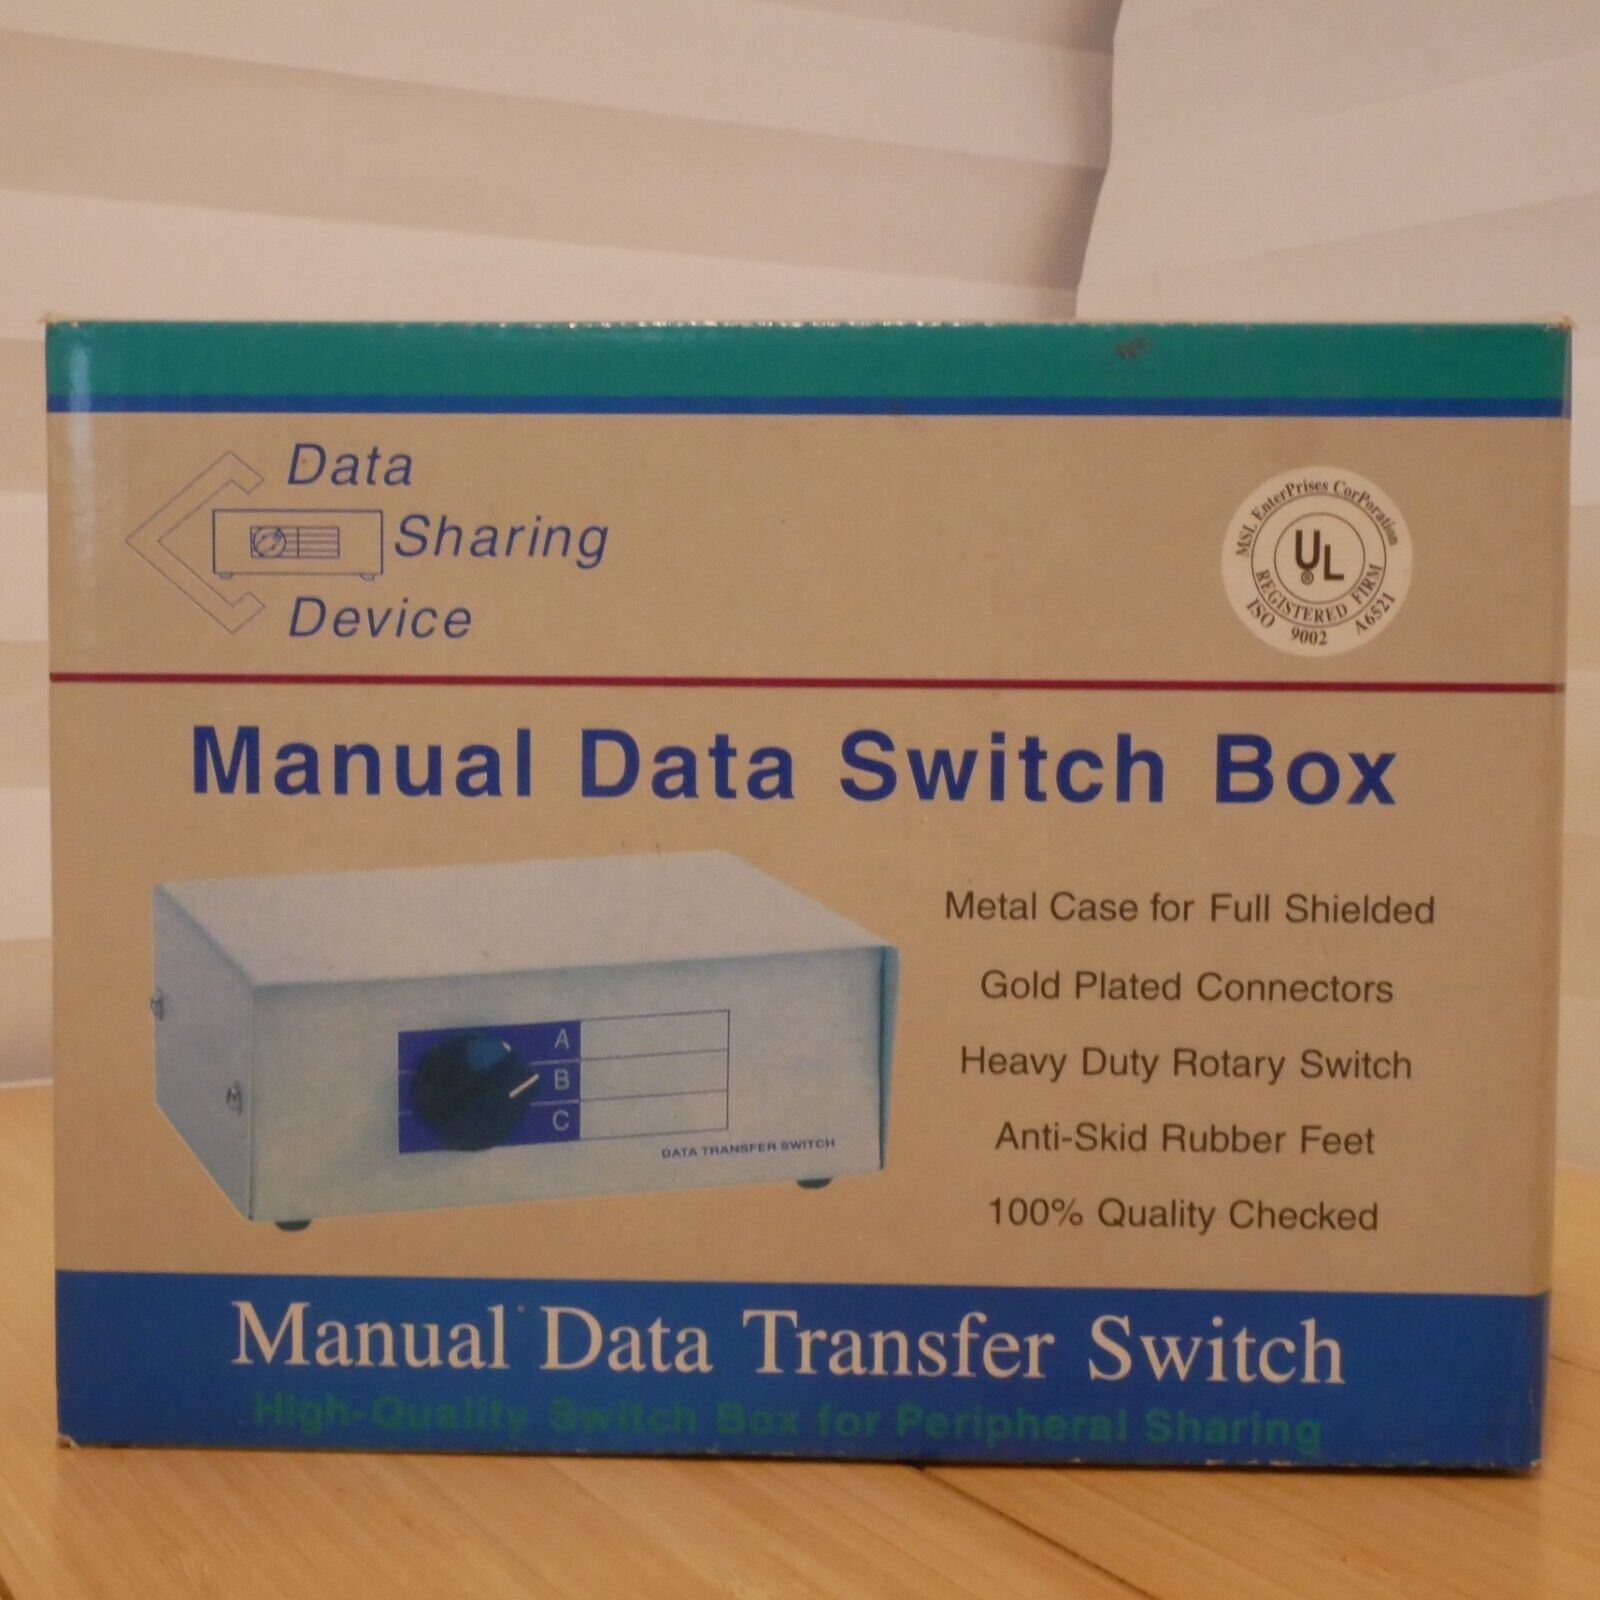 Data
Sharing
Device
MSL EnterPrises CorPoration
UL
®
REGISTERED FIRM
ISO 9002 A6521
Manual Data Switch Box
Metal Case for Full Shielded
Gold Plated Connectors
Heavy Duty Rotary Switch
Anti-Skid Rubber Feet
100% Quality Checked
A
B
C
DATA TRANSFER SWITCH
Manual Data Transfer Switch
High-Quality Switch Box for Peripheral Sharing